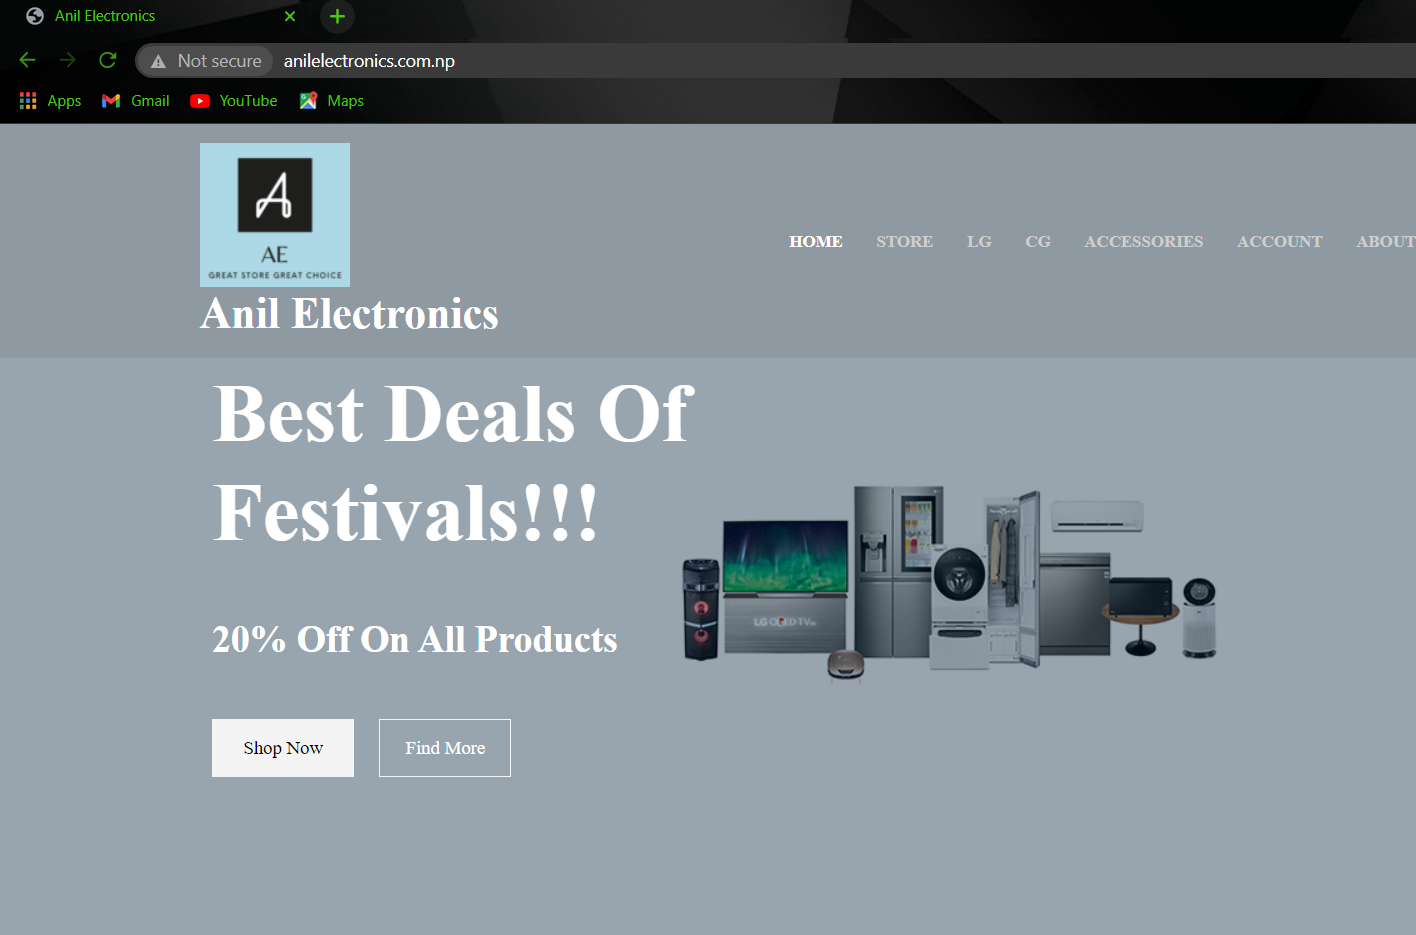 Anil Electronics
Not secure anilelectronics.com.np
Apps Gmail YouTube Maps
A
AE
GREAT STORE GREAT CHOICE
Anil Electronics
HOME STORE LG CG ACCESSORIES ACCOUNT ABOUT
Best Deals Of
Festivals!!!
LG OLED TV
20% Off On All Products
Shop Now Find More